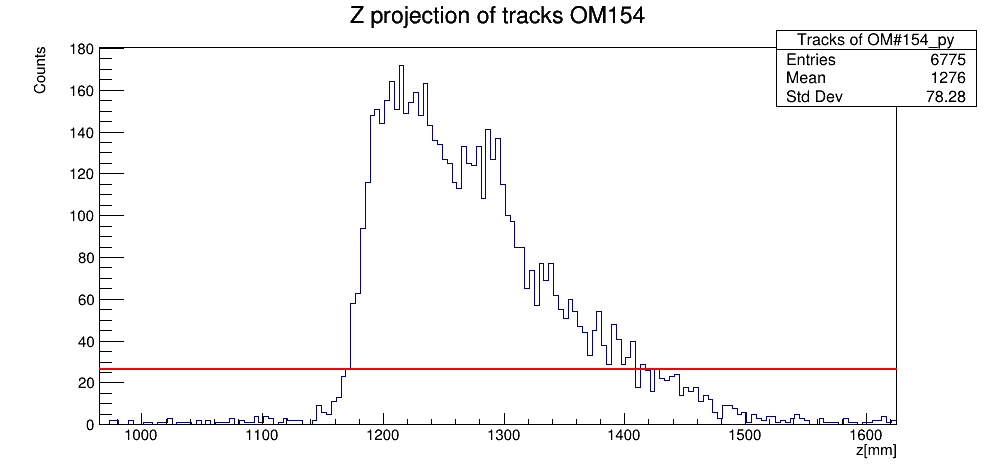 Z projection of tracks OM154
Tracks of OM#154_py
Entries 6775
Mean 1276
Std Dev 78.28
Counts
180
160
140
120
100
80
60
40
20
0
1000 1100 1200 1300 1400 1500 1600
z[mm]